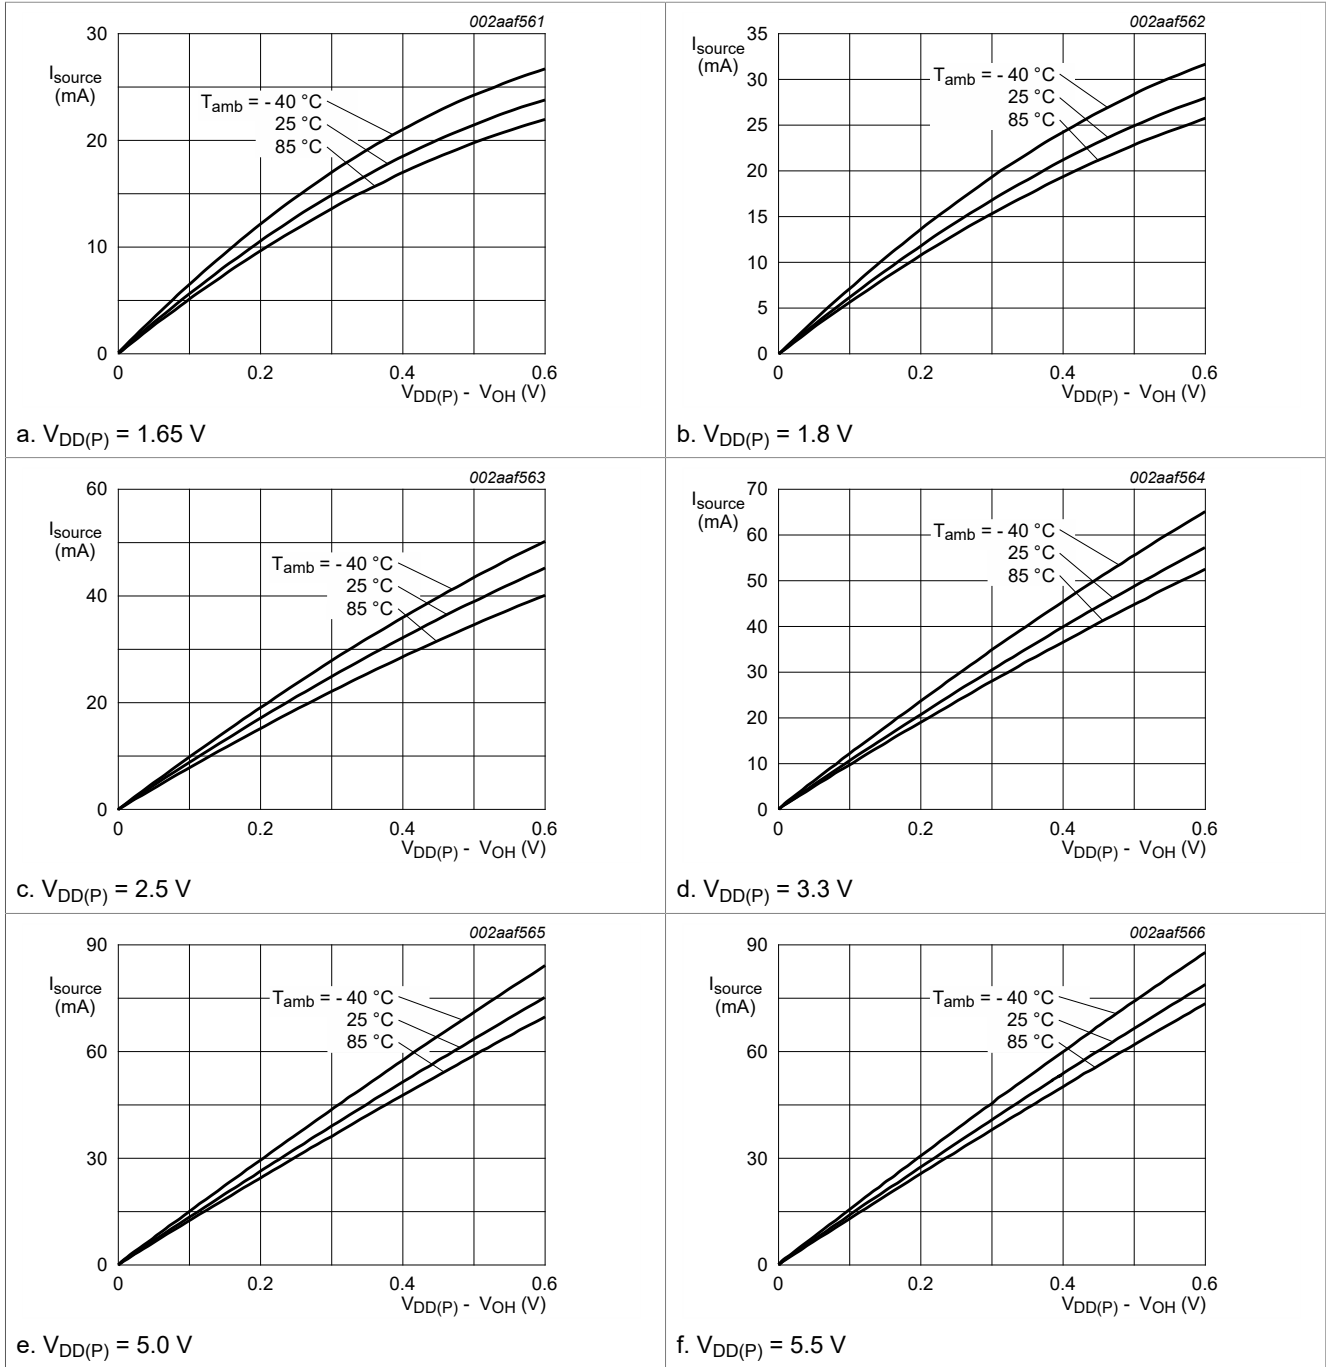 002aaf561
30
Isource
(mA)
Tamb = - 40 °C
25 °C
20
85 °C
10
0
0 0.2 0.4 0.6
VDD(P) - VOH (V)
a. VDD(P) = 1.65 V
002aaf562
35
Isource
(mA)
30
Tamb = - 40 °C
25 °C
25
85 °C
20
15
10
5
0
0 0.2 0.4 0.6
VDD(P) - VOH (V)
b. VDD(P) = 1.8 V
002aaf563
60
Isource
(mA)
Tamb = - 40 °C
25 °C
40
85 °C
20
0
0 0.2 0.4 0.6
VDD(P) - VOH (V)
c. VDD(P) = 2.5 V
002aaf564
70
Isource
(mA)
60
Tamb = - 40 °C
25 °C
50
85 °C
40
30
20
10
0
0 0.2 0.4 0.6
VDD(P) - VOH (V)
d. VDD(P) = 3.3 V
002aaf565
90
Isource
(mA)
Tamb = - 40 °C
25 °C
60
85 °C
30
0
0 0.2 0.4 0.6
VDD(P) - VOH (V)
e. VDD(P) = 5.0 V
002aaf566
90
Isource
(mA)
Tamb = - 40 °C
25 °C
60
85 °C
30
0
0 0.2 0.4 0.6
VDD(P) - VOH (V)
f. VDD(P) = 5.5 V